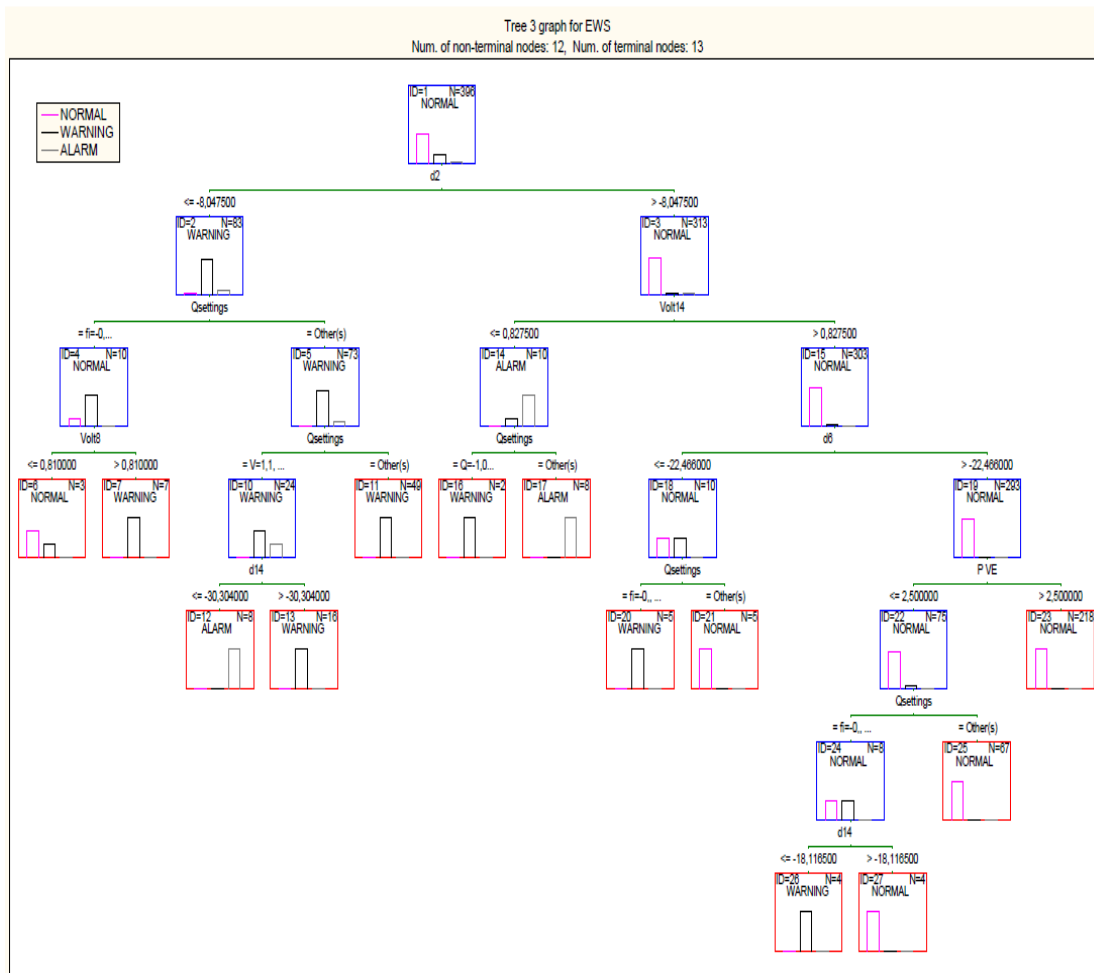 Tree 3 graph for EWS
Num. of non-terminal nodes: 12, Num. of terminal nodes: 13
NORMAL
WARNING
ALARM
ID=1 N=396
NORMAL
d2
<= -8,047500
> -8,047500
ID=2 N=83
WARNING
Qsettings
ID=3 N=313
NORMAL
Volt14
= fi=-0,...
= Other(s)
<= 0,827500
> 0,827500
ID=4 N=10
NORMAL
Volt8
ID=5 N=73
WARNING
Qsettings
ID=14 N=10
ALARM
Qsettings
ID=15 N=303
NORMAL
d6
<= 0,810000
> 0,810000
= V=1,1, ...
= Other(s)
= Q=-1,0...
= Other(s)
<= -22,466000
> -22,466000
ID=6 N=3
NORMAL
ID=7 N=7
WARNING
ID=10 N=24
WARNING
d14
ID=11 N=49
WARNING
ID=16 N=2
WARNING
ID=17 N=8
ALARM
ID=18 N=10
NORMAL
Qsettings
ID=19 N=293
NORMAL
P VE
<= -30,304000
> -30,304000
= fi=-0,, ...
= Other(s)
<= 2,500000
> 2,500000
ID=12 N=8
ALARM
ID=13 N=16
WARNING
ID=20 N=5
WARNING
ID=21 N=5
NORMAL
ID=22 N=75
NORMAL
Qsettings
ID=23 N=218
NORMAL
= fi=-0,, ...
= Other(s)
ID=24 N=8
NORMAL
d14
ID=25 N=67
NORMAL
<= -18,116500
> -18,116500
ID=26 N=4
WARNING
ID=27 N=4
NORMAL